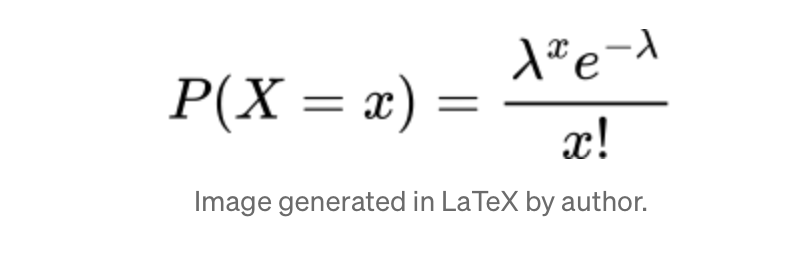 P(X = x) = λ^x e^{−λ} / x!
Image generated in LaTeX by author.